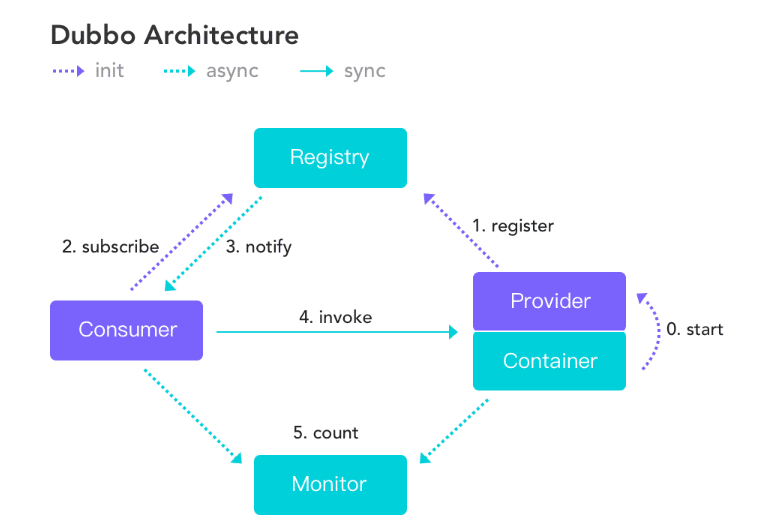 Dubbo Architecture
init async sync
Registry
1. register
2. subscribe 3. notify
Provider
4. invoke
Consumer
0. start
Container
5. count
Monitor